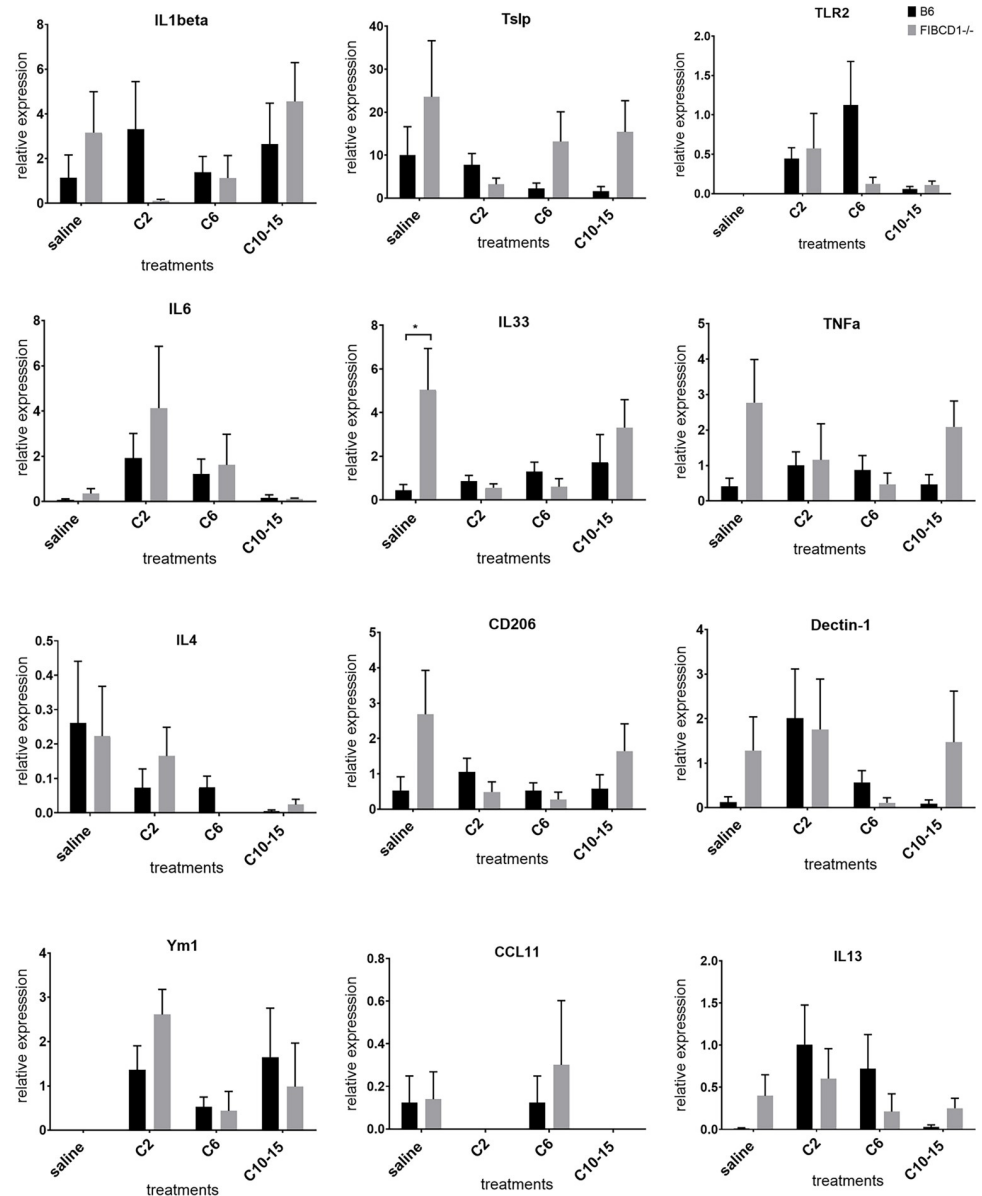 IL1beta
8
6
4
2
0
relative expresssion
saline
C2
C6
C10-15
treatments
Tslp
40
30
20
10
0
relative expresssion
saline
C2
C6
C10-15
treatments
TLR2
2.0
1.5
1.0
0.5
0.0
relative expresssion
saline
C2
C6
C10-15
treatments
B6
FIBCD1-/-
IL6
8
6
4
2
0
relative expresssion
saline
C2
C6
C10-15
treatments
IL33
*
8
6
4
2
0
relative expresssion
saline
C2
C6
C10-15
treatments
TNFa
5
4
3
2
1
0
relative expresssion
saline
C2
C6
C10-15
treatments
IL4
0.5
0.4
0.3
0.2
0.1
0.0
relative expresssion
saline
C2
C6
C10-15
treatments
CD206
5
4
3
2
1
0
relative expresssion
saline
C2
C6
C10-15
treatments
Dectin-1
4
3
2
1
0
relative expresssion
saline
C2
C6
C10-15
treatments
Ym1
4
3
2
1
0
relative expresssion
saline
C2
C6
C10-15
treatments
CCL11
0.8
0.6
0.4
0.2
0.0
relative expresssion
saline
C2
C6
C10-15
treatments
IL13
2.0
1.5
1.0
0.5
0.0
relative expresssion
saline
C2
C6
C10-15
treatments